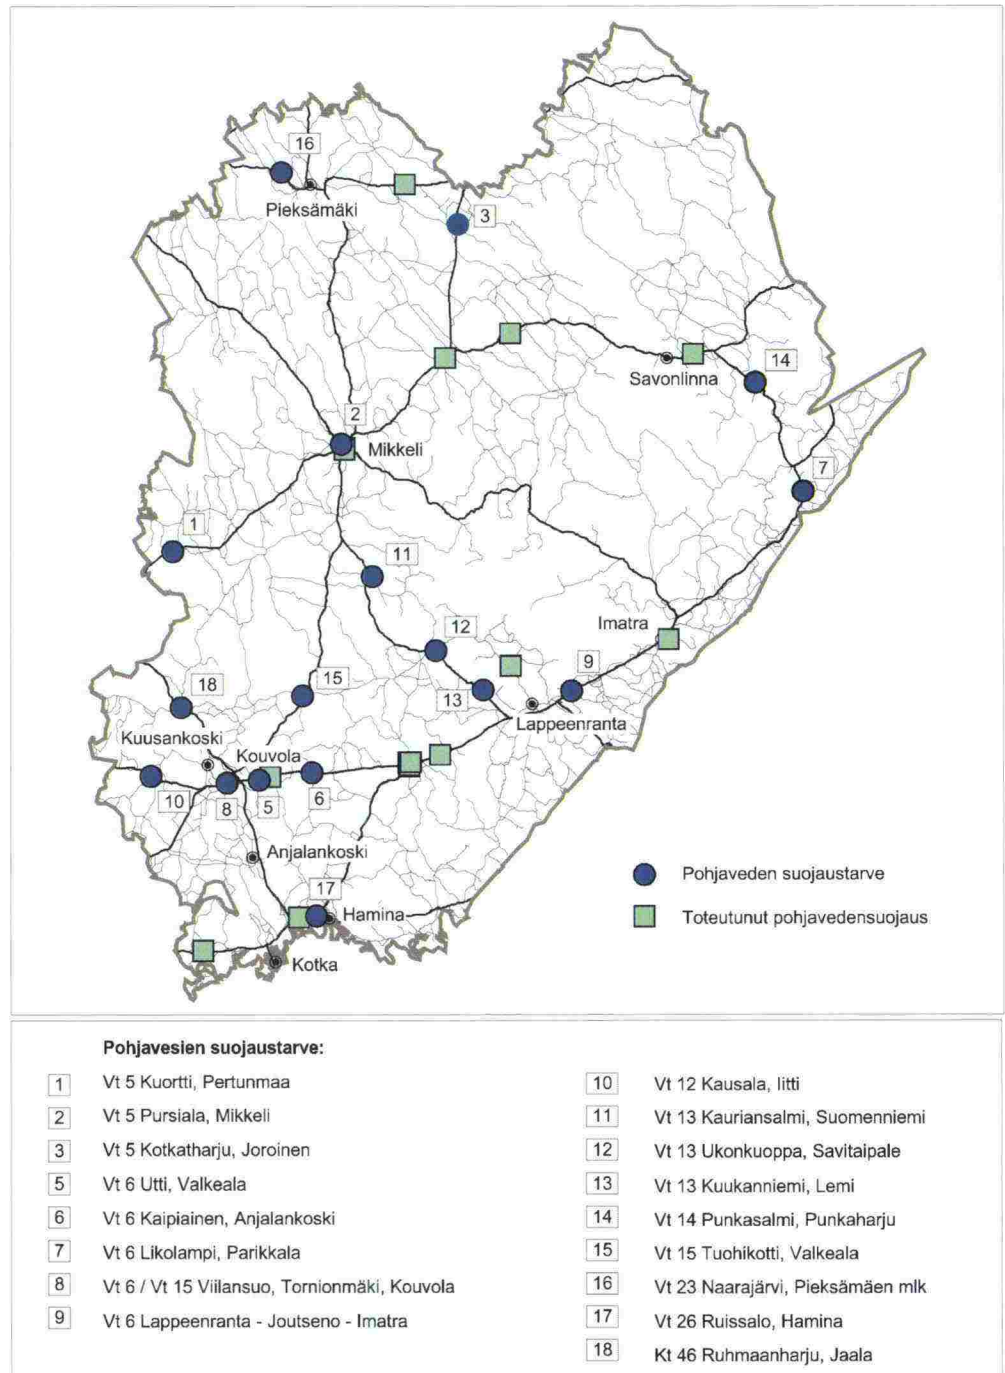 16
Pieksämäki
3
14
Savonlinna
2
Mikkeli
7
1
11
Imatra
12
9
18
15
13
Lappeenranta
Kuusankoski
Kouvola
10
8
5
6
Anjalankoski
17
Hamina
Kotka
Pohjaveden suojaustarve
Toteutunut pohjavedensuojaus
Pohjavesien suojaustarve:
1 Vt 5 Kuortti, Pertunmaa
2 Vt 5 Pursiala, Mikkeli
3 Vt 5 Kotkatharju, Joroinen
5 Vt 6 Utti, Valkeala
6 Vt 6 Kaipiainen, Anjalankoski
7 Vt 6 Likolampi, Parikkala
8 Vt 6 / Vt 15 Viilansuo, Tornionmäki, Kouvola
9 Vt 6 Lappeenranta - Joutseno - Imatra
10 Vt 12 Kausala, Iitti
11 Vt 13 Kauriansalmi, Suomenniemi
12 Vt 13 Ukonkuoppa, Savitaipale
13 Vt 13 Kuukanniemi, Lemi
14 Vt 14 Punkasalmi, Punkaharju
15 Vt 15 Tuohikotti, Valkeala
16 Vt 23 Naarajärvi, Pieksämäen mlk
17 Vt 26 Ruissalo, Hamina
18 Kt 46 Ruhmaanharju, Jaala